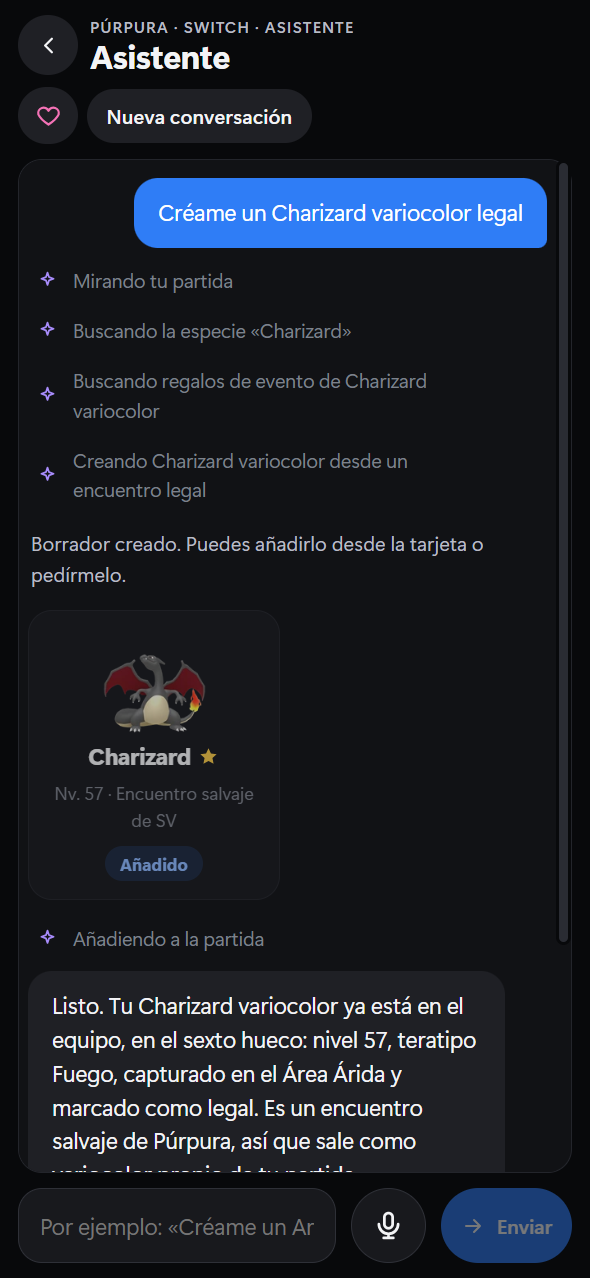 PÚRPURA · SWITCH · ASISTENTE
Asistente
Nueva conversación
Créame un Charizard variocolor legal
Mirando tu partida
Buscando la especie «Charizard»
Buscando regalos de evento de Charizard
variocolor
Creando Charizard variocolor desde un
encuentro legal
Borrador creado. Puedes añadirlo desde la tarjeta o
pedírmelo.
Charizard
Nv. 57 · Encuentro salvaje
de SV
Añadido
Añadiendo a la partida
Listo. Tu Charizard variocolor ya está en el
equipo, en el sexto hueco: nivel 57, teratipo
Fuego, capturado en el Área Árida y
marcado como legal. Es un encuentro
salvaje de Púrpura, así que sale como
Por ejemplo: «Créame un Ar
Enviar